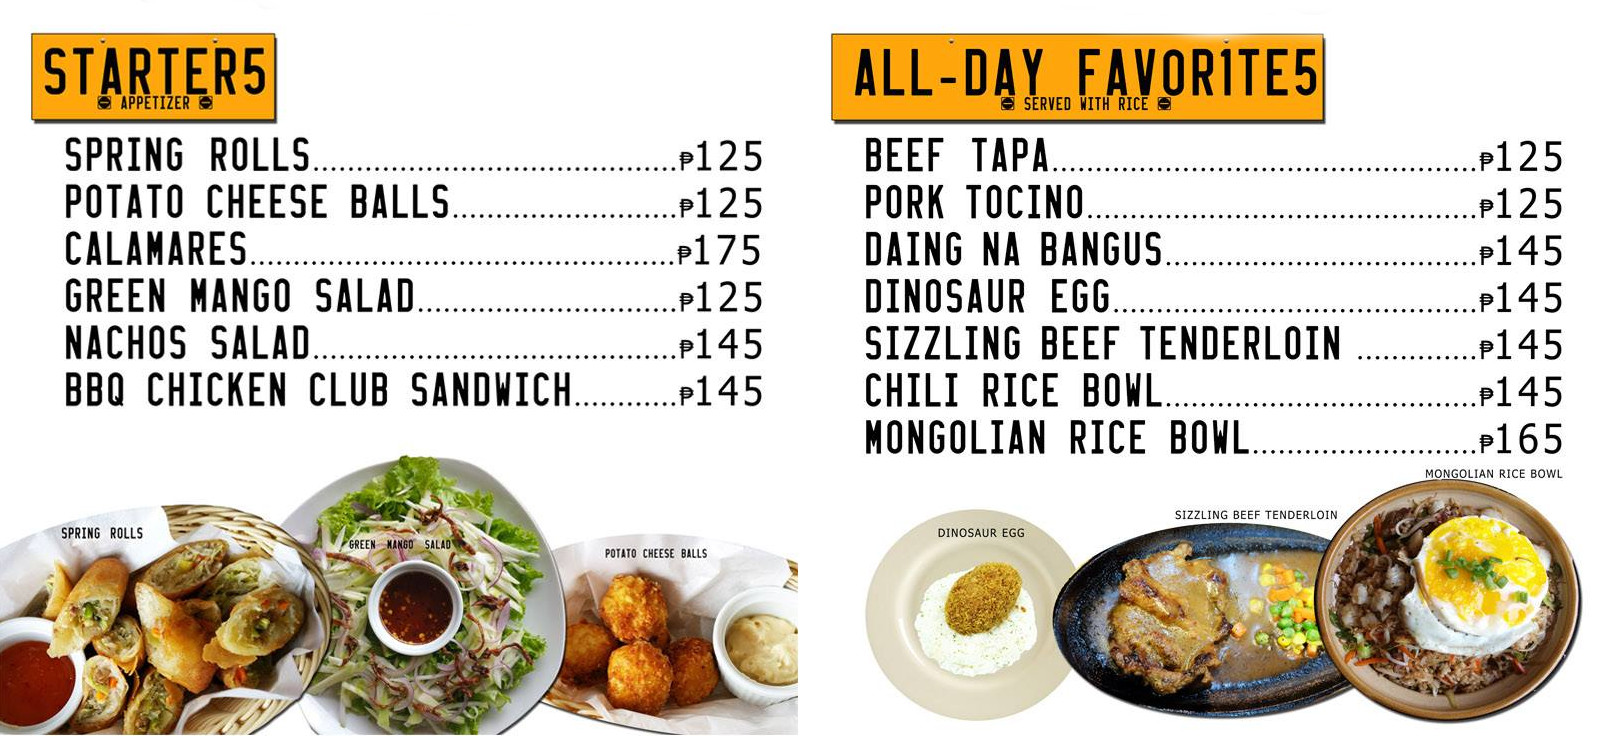 STARTER5
APPETIZER
SPRING ROLLS....................................................₱125
POTATO CHEESE BALLS................................₱125
CALAMARES.............................................................₱175
GREEN MANGO SALAD.....................................₱125
NACHOS SALAD....................................................₱145
BBQ CHICKEN CLUB SANDWICH...............₱145
SPRING ROLLS
GREEN MANGO SALAD
POTATO CHEESE BALLS
ALL-DAY FAVOR1TE5
SERVED WITH RICE
BEEF TAPA.............................................................₱125
PORK TOCINO........................................................₱125
DAING NA BANGUS.............................................₱145
DINOSAUR EGG....................................................₱145
SIZZLING BEEF TENDERLOIN .................₱145
CHILI RICE BOWL.............................................₱145
MONGOLIAN RICE BOWL................................₱165
MONGOLIAN RICE BOWL
SIZZLING BEEF TENDERLOIN
DINOSAUR EGG